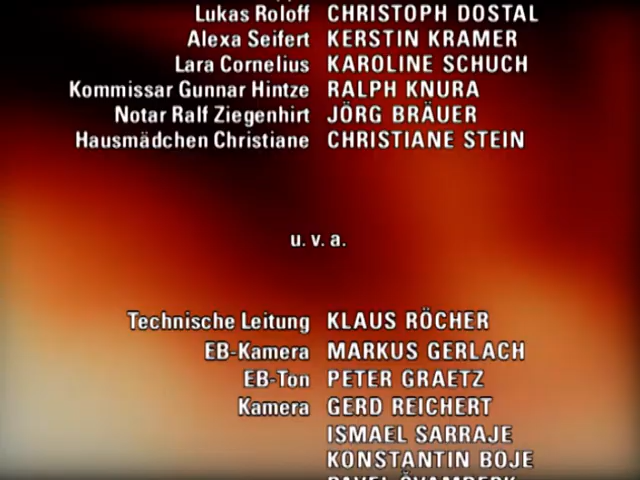 Lukas Roloff CHRISTOPH DOSTAL
Alexa Seifert KERSTIN KRAMER
Lara Cornelius KAROLINE SCHUCH
Kommissar Gunnar Hintze RALPH KNURA
Notar Ralf Ziegenhirt JÖRG BRÄUER
Hausmädchen Christiane CHRISTIANE STEIN
u. v. a.
Technische Leitung KLAUS RÖCHER
EB-Kamera MARKUS GERLACH
EB-Ton PETER GRAETZ
Kamera GERD REICHERT
ISMAEL SARRAJE
KONSTANTIN BOJE